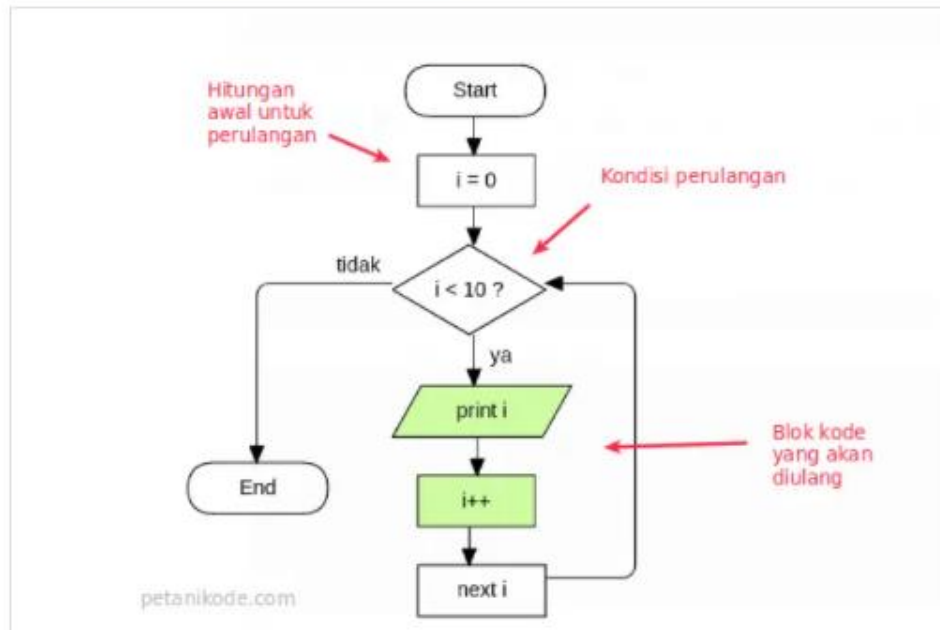 Start
Hitungan
awal untuk
perulangan
i = 0
Kondisi perulangan
tidak
i < 10 ?
ya
print i
Blok kode
yang akan
diulang
End
i++
next i
petanikode.com